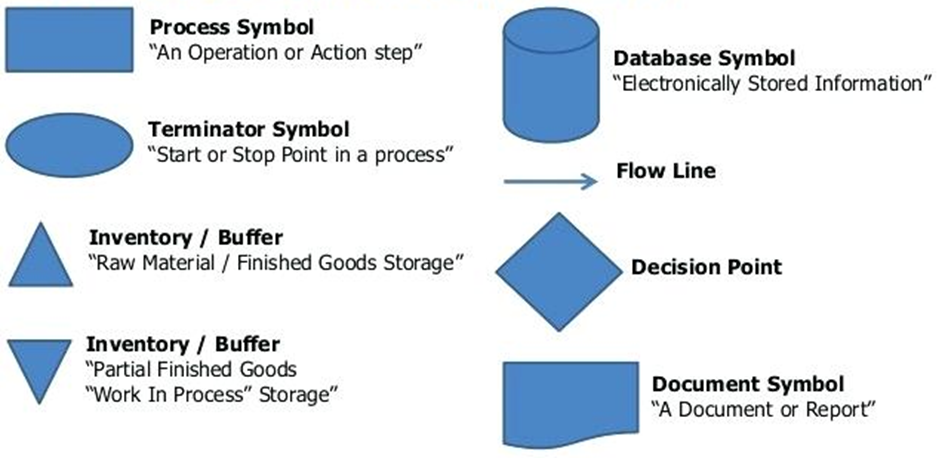 Process Symbol
“An Operation or Action step”
Terminator Symbol
“Start or Stop Point in a process”
Inventory / Buffer
“Raw Material / Finished Goods Storage”
Inventory / Buffer
“Partial Finished Goods
“Work In Process” Storage”
Database Symbol
“Electronically Stored Information”
Flow Line
Decision Point
Document Symbol
“A Document or Report”